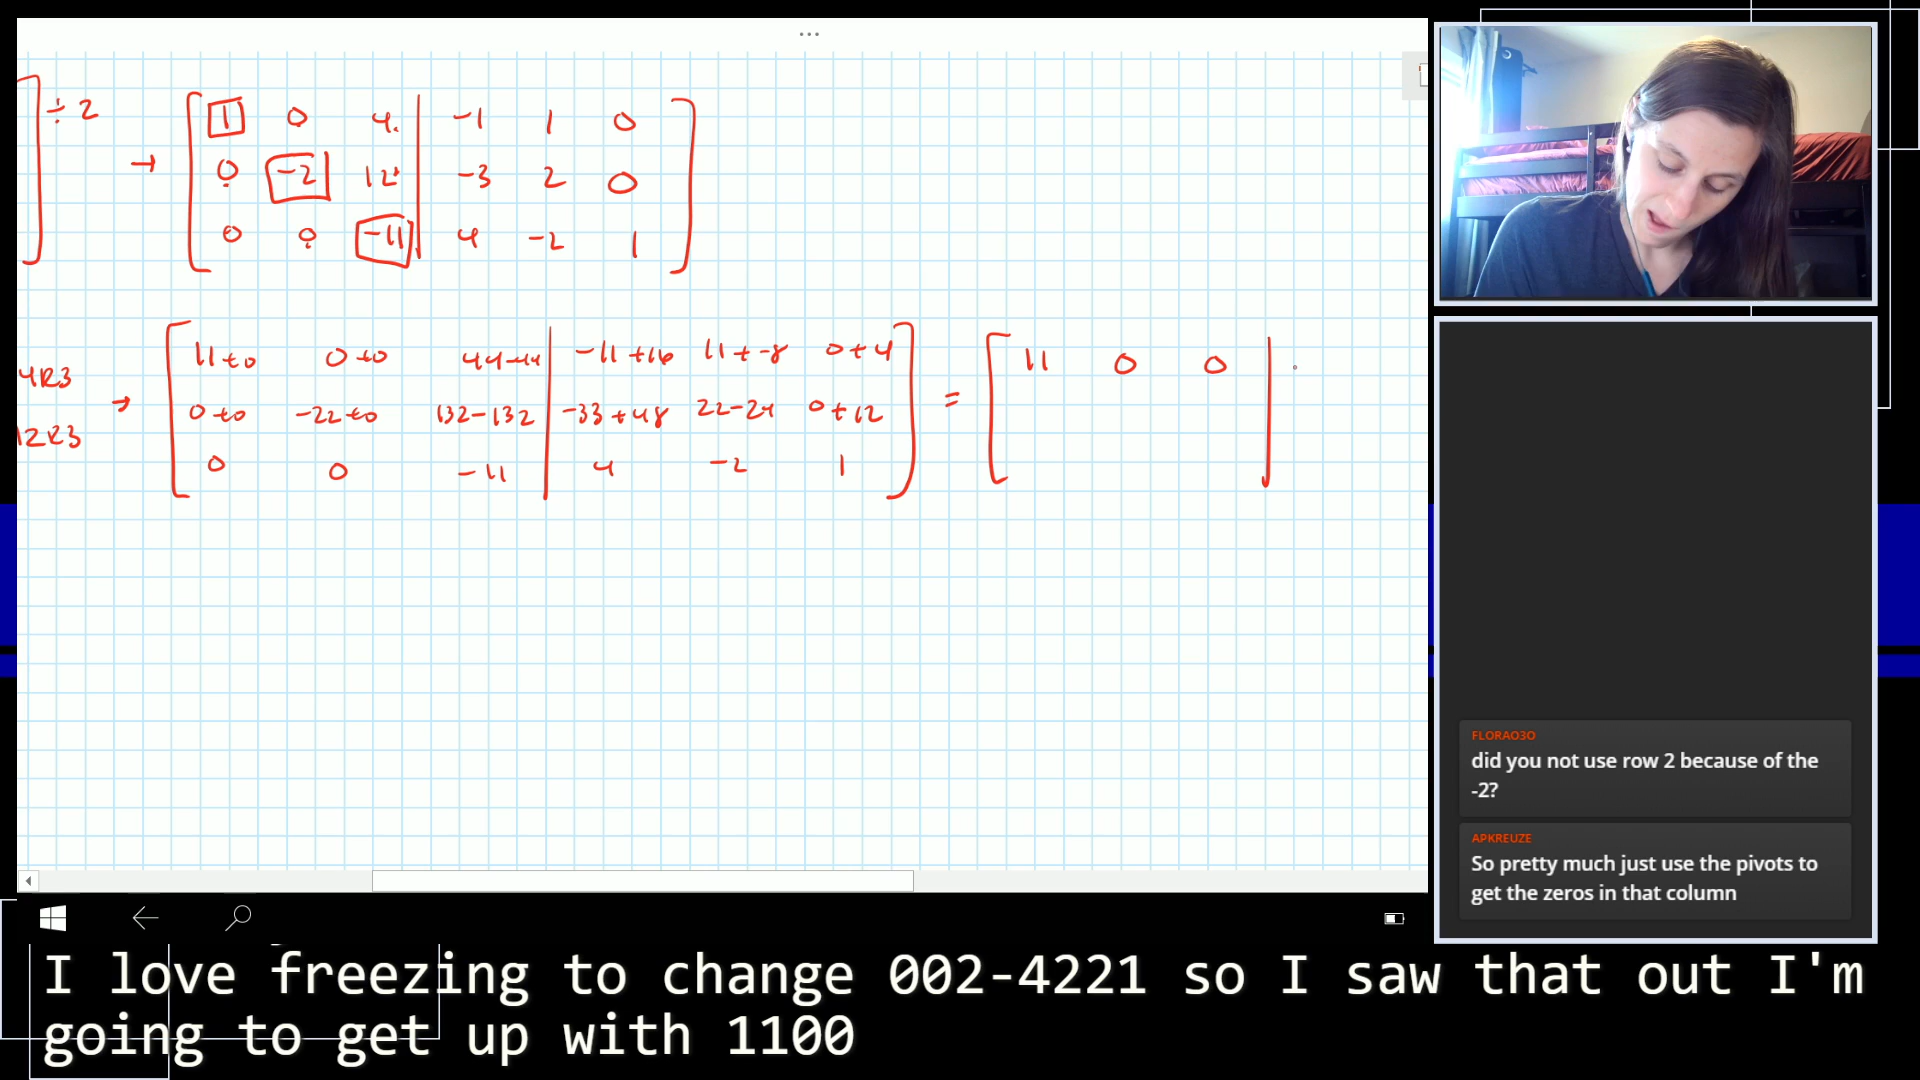 ...
] ÷ 2 → [ 1 0 4 | -1 1 0 ]
0 -2 12 | -3 2 0
0 0 -11 | 4 -2 1
4R3 → [ 11+0 0+0 44-44 | -11+16 11+-8 0+4 ] = [ 11 0 0 |
12R3 0+0 -22+0 132-132 | -33+48 22-24 0+12
0 0 -11 | 4 -2 1
FLORAO3O
did you not use row 2 because of the
-2?
APKREUZE
So pretty much just use the pivots to
get the zeros in that column
I love freezing to change 002-4221 so I saw that out I'm
going to get up with 1100